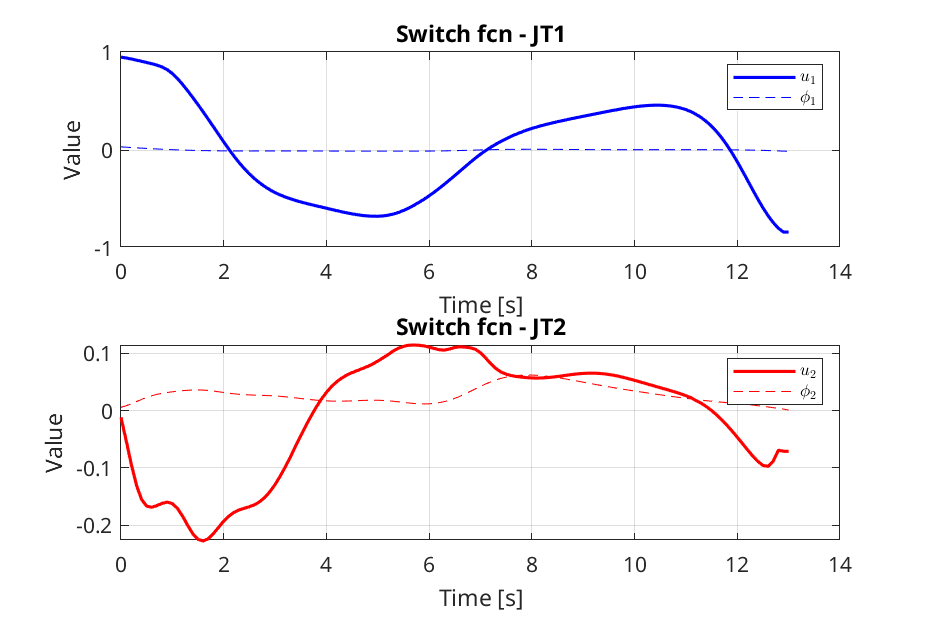 Switch fcn - JT1
1
0
-1
Value
u₁
ϕ₁
0 2 4 6 8 10 12 14
Time [s]
Switch fcn - JT2
0.1
0
-0.1
-0.2
Value
u₂
ϕ₂
0 2 4 6 8 10 12 14
Time [s]